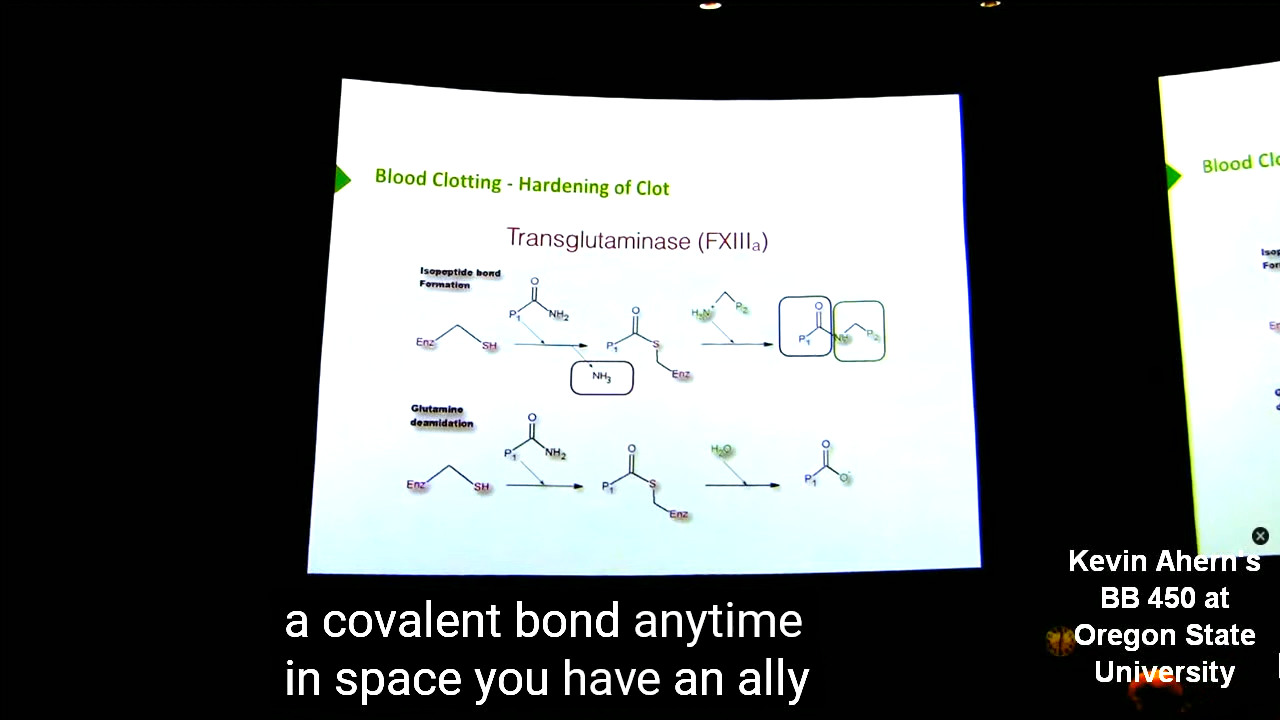 Blood Clotting - Hardening of Clot
Transglutaminase (FXIIIa)
Isopeptide bond
Formation
O
P1 NH2
Enz SH
NH3
O
P1 S
Enz
H3N+ P2
O
P1 NH P2
Glutamine
deamidation
O
P1 NH2
Enz SH
O
P1 S
Enz
H2O
O
P1 O-
Blood Clo
a covalent bond anytime
in space you have an ally
Kevin Ahern's
BB 450 at
Oregon State
University